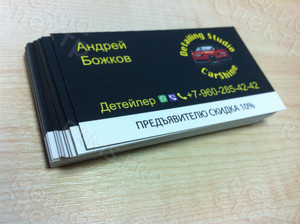 Андрей
Божков
Detailing Studio
CarShine
Детейлер +7-960-285-42-42
ПРЕДЪЯВИТЕЛЮ СКИДКА 10%